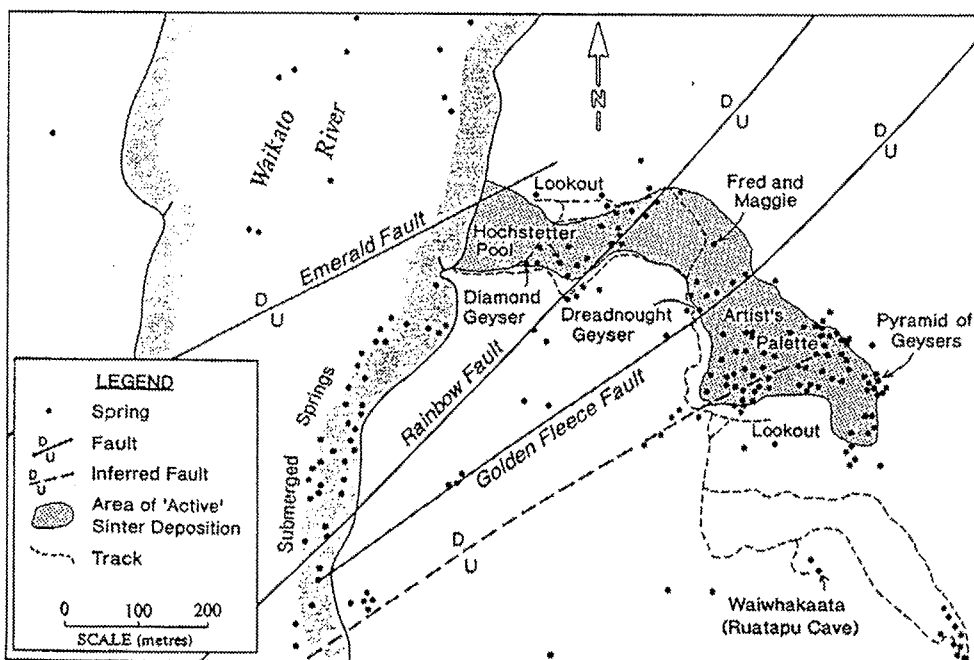 Waikato
River
N
D
U
D
U
Lookout
Fred and
Maggie
Emerald Fault
Hochstetter
Pool
D
U
Diamond
Geyser
Dreadnought
Geyser
Artist's
Palette
Pyramid of
Geysers
Rainbow Fault
Golden Fleece Fault
Submerged Springs
Lookout
D
U
Waiwhakaata
(Ruatapu Cave)
LEGEND
Spring
D
U
Fault
D
U
Inferred Fault
Area of 'Active'
Sinter Deposition
Track
0 100 200
SCALE (metres)